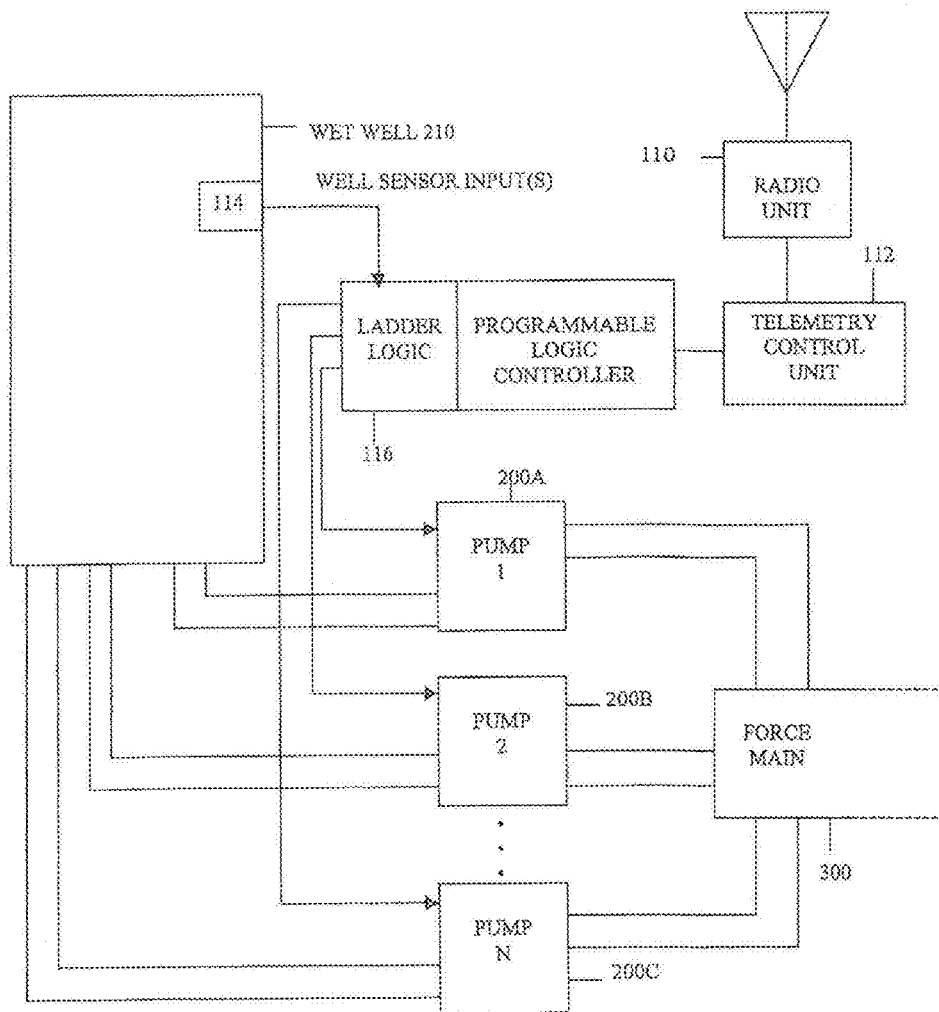 WET WELL 210
WELL SENSOR INPUT(S)
114
110
RADIO
UNIT
112
LADDER
LOGIC
PROGRAMMABLE
LOGIC
CONTROLLER
TELEMETRY
CONTROL
UNIT
116
200A
PUMP
1
PUMP
2
200B
FORCE
MAIN
300
PUMP
N
200C